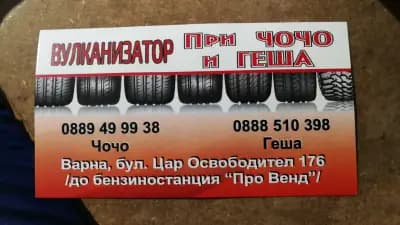 ВУЛКАНИЗАТОР При ЧОЧО
и ГЕША
0889 49 99 38 0888 510 398
Чочо Геша
Варна, бул. Цар Освободител 176
/до бензиностанция “Про Венд”/